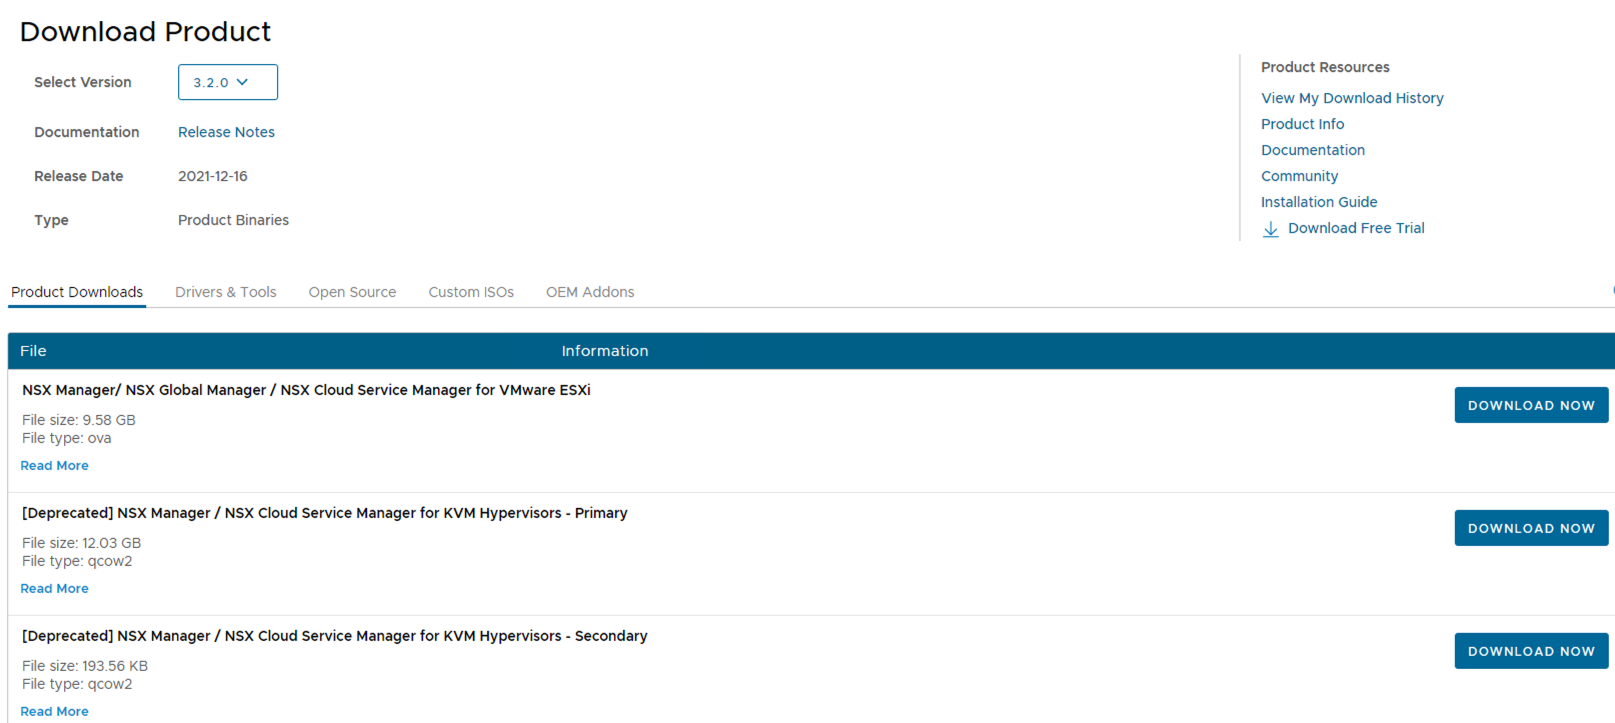 Download Product
Select Version
3.2.0
Documentation
Release Notes
Release Date
2021-12-16
Type
Product Binaries
Product Resources
View My Download History
Product Info
Documentation
Community
Installation Guide
Download Free Trial
Product Downloads
Drivers & Tools
Open Source
Custom ISOs
OEM Addons
File
Information
NSX Manager/ NSX Global Manager / NSX Cloud Service Manager for VMware ESXi
File size: 9.58 GB
File type: ova
Read More
DOWNLOAD NOW
[Deprecated] NSX Manager / NSX Cloud Service Manager for KVM Hypervisors - Primary
File size: 12.03 GB
File type: qcow2
Read More
DOWNLOAD NOW
[Deprecated] NSX Manager / NSX Cloud Service Manager for KVM Hypervisors - Secondary
File size: 193.56 KB
File type: qcow2
Read More
DOWNLOAD NOW